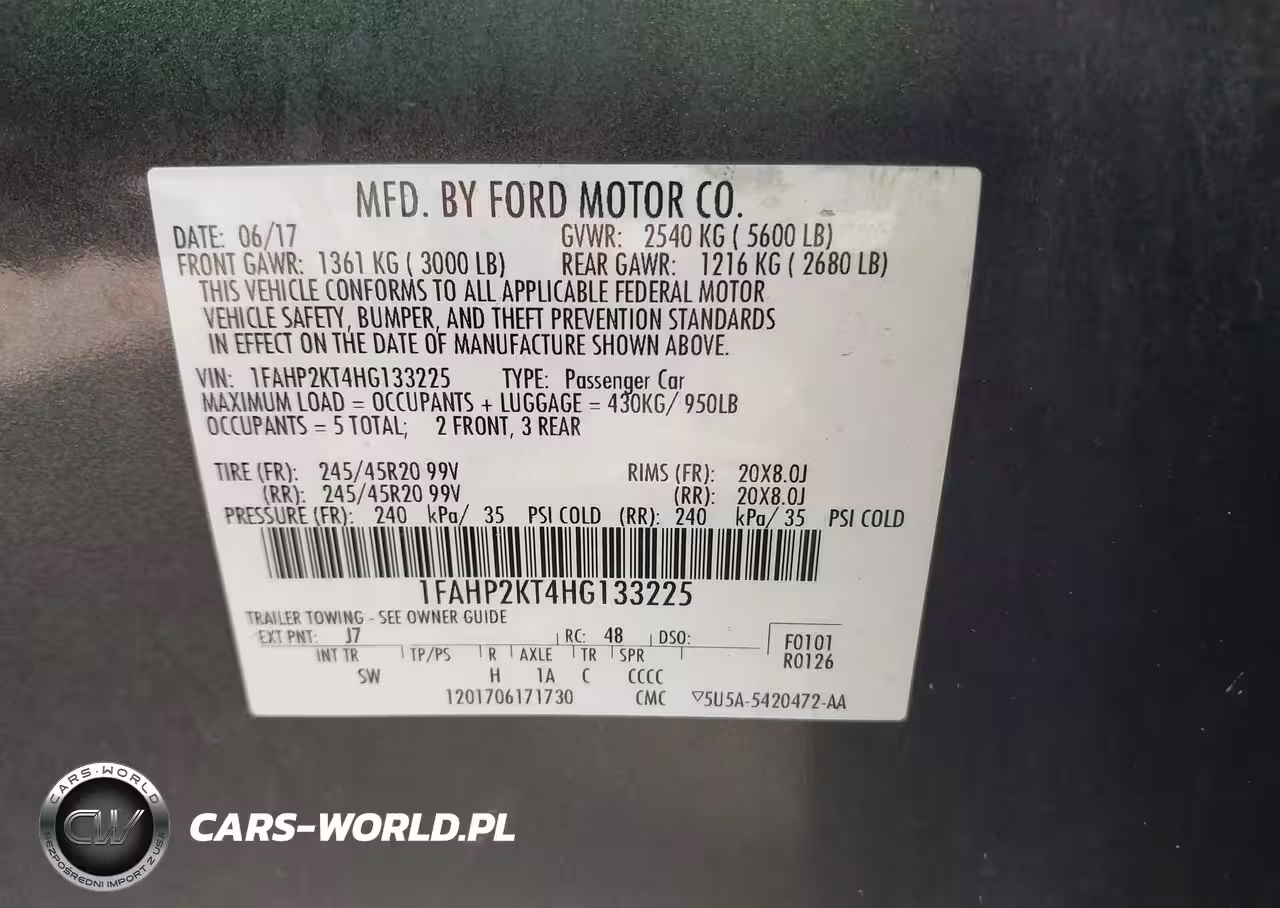 MFD. BY FORD MOTOR CO.
DATE: 06/17 GVWR: 2540 KG ( 5600 LB)
FRONT GAWR: 1361 KG ( 3000 LB) REAR GAWR: 1216 KG ( 2680 LB)
THIS VEHICLE CONFORMS TO ALL APPLICABLE FEDERAL MOTOR
VEHICLE SAFETY, BUMPER, AND THEFT PREVENTION STANDARDS
IN EFFECT ON THE DATE OF MANUFACTURE SHOWN ABOVE.
VIN: 1FAHP2KT4HG133225 TYPE: Passenger Car
MAXIMUM LOAD = OCCUPANTS + LUGGAGE = 430KG/ 950LB
OCCUPANTS = 5 TOTAL; 2 FRONT, 3 REAR
TIRE (FR): 245/45R20 99V RIMS (FR): 20X8.0J
(RR): 245/45R20 99V (RR): 20X8.0J
PRESSURE (FR): 240 kPa/ 35 PSI COLD (RR): 240 kPa/ 35 PSI COLD
1FAHP2KT4HG133225
TRAILER TOWING - SEE OWNER GUIDE
EXT PNT: J7 RC: 48 DSO: F0101
INT TR TP/PS R AXLE TR SPR R0126
SW H 1A C CCCC
1201706171730 CMC ▽5U5A-5420472-AA
CARS-WORLD
CW
BEZPOŚREDNI IMPORT Z USA
CARS-WORLD.PL